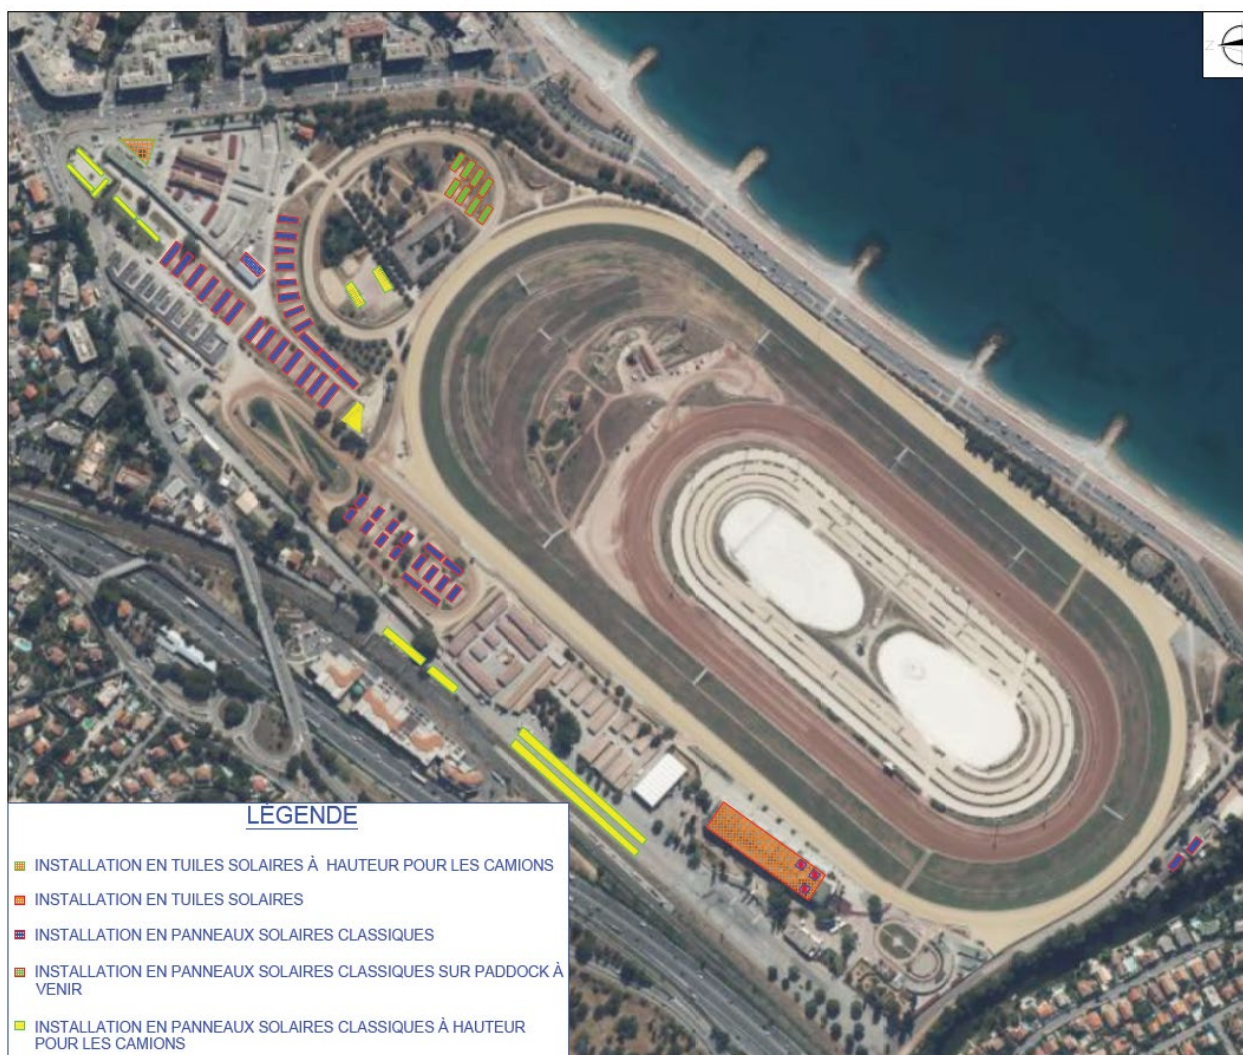 Z
LÉGENDE
INSTALLATION EN TUILES SOLAIRES À HAUTEUR POUR LES CAMIONS
INSTALLATION EN TUILES SOLAIRES
INSTALLATION EN PANNEAUX SOLAIRES CLASSIQUES
INSTALLATION EN PANNEAUX SOLAIRES CLASSIQUES SUR PADDOCK À
VENIR
INSTALLATION EN PANNEAUX SOLAIRES CLASSIQUES À HAUTEUR
POUR LES CAMIONS